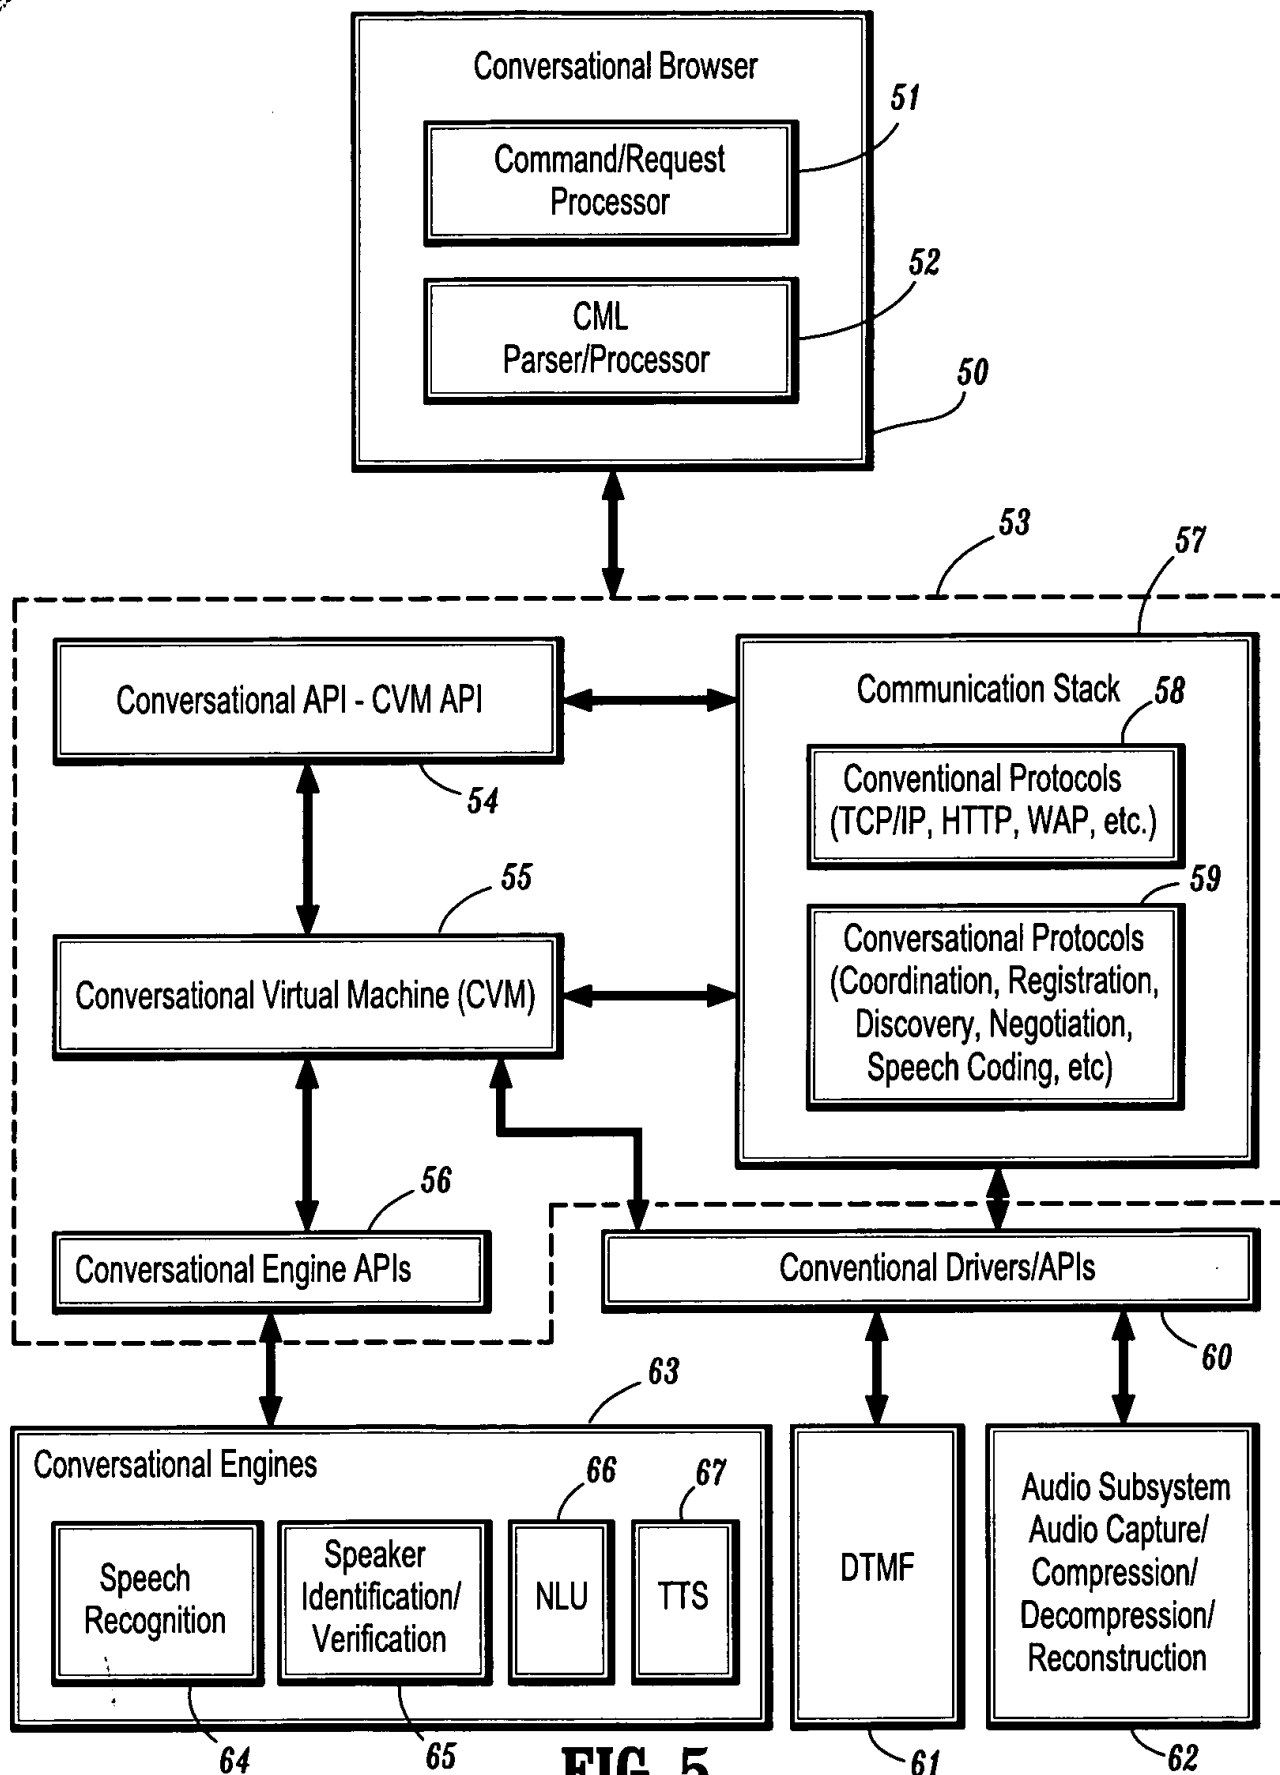 Conversational Browser
51
Command/Request
Processor
52
CML
Parser/Processor
50
53
57
Conversational API - CVM API
54
Communication Stack
58
Conventional Protocols
(TCP/IP, HTTP, WAP, etc.)
55
59
Conversational Virtual Machine (CVM)
Conversational Protocols
(Coordination, Registration,
Discovery, Negotiation,
Speech Coding, etc)
56
Conversational Engine APIs
Conventional Drivers/APIs
60
63
Conversational Engines
66
67
Speech
Recognition
Speaker
Identification/
Verification
NLU
TTS
DTMF
Audio Subsystem
Audio Capture/
Compression/
Decompression/
Reconstruction
64
65
61
62
FIG. 5